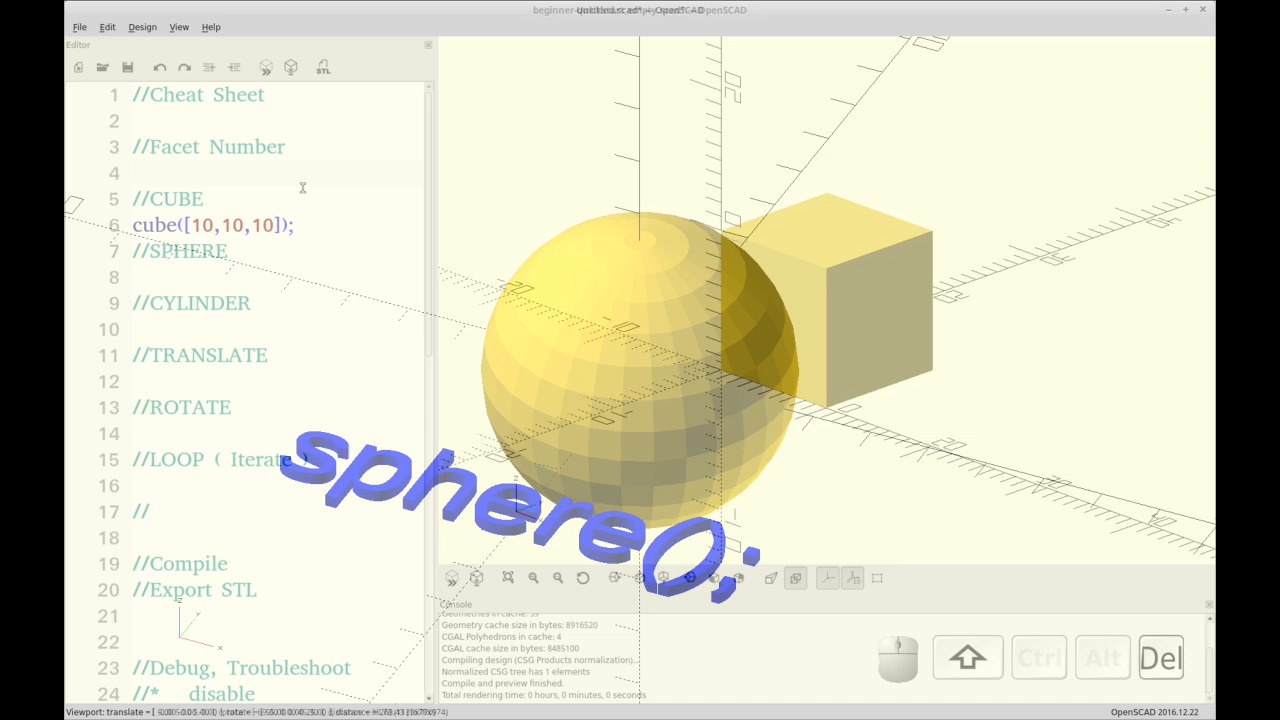 File Edit Design View Help
Editor
STL
1 //Cheat Sheet
2
3 //Facet Number
4
5 //CUBE
6 cube([10,10,10]);
7 //SPHERE
8
9 //CYLINDER
10
11 //TRANSLATE
12
13 //ROTATE
14
15 //LOOP ( Iterate )
16
17 //
18
19 //Compile
20 //Export STL
21
22
23 //Debug, Troubleshoot
24 //* disable
sphere();
Console
Geometry cache size in bytes: 8916520
CGAL Polyhedrons in cache: 4
CGAL cache size in bytes: 8485100
Compiling design (CSG Products normalization)...
Normalized CSG tree has 1 elements
Compile and preview finished.
Total rendering time: 0 hours, 0 minutes, 0 seconds
Ctrl Alt Del
Viewport: translate = [
OpenSCAD 2016.12.22